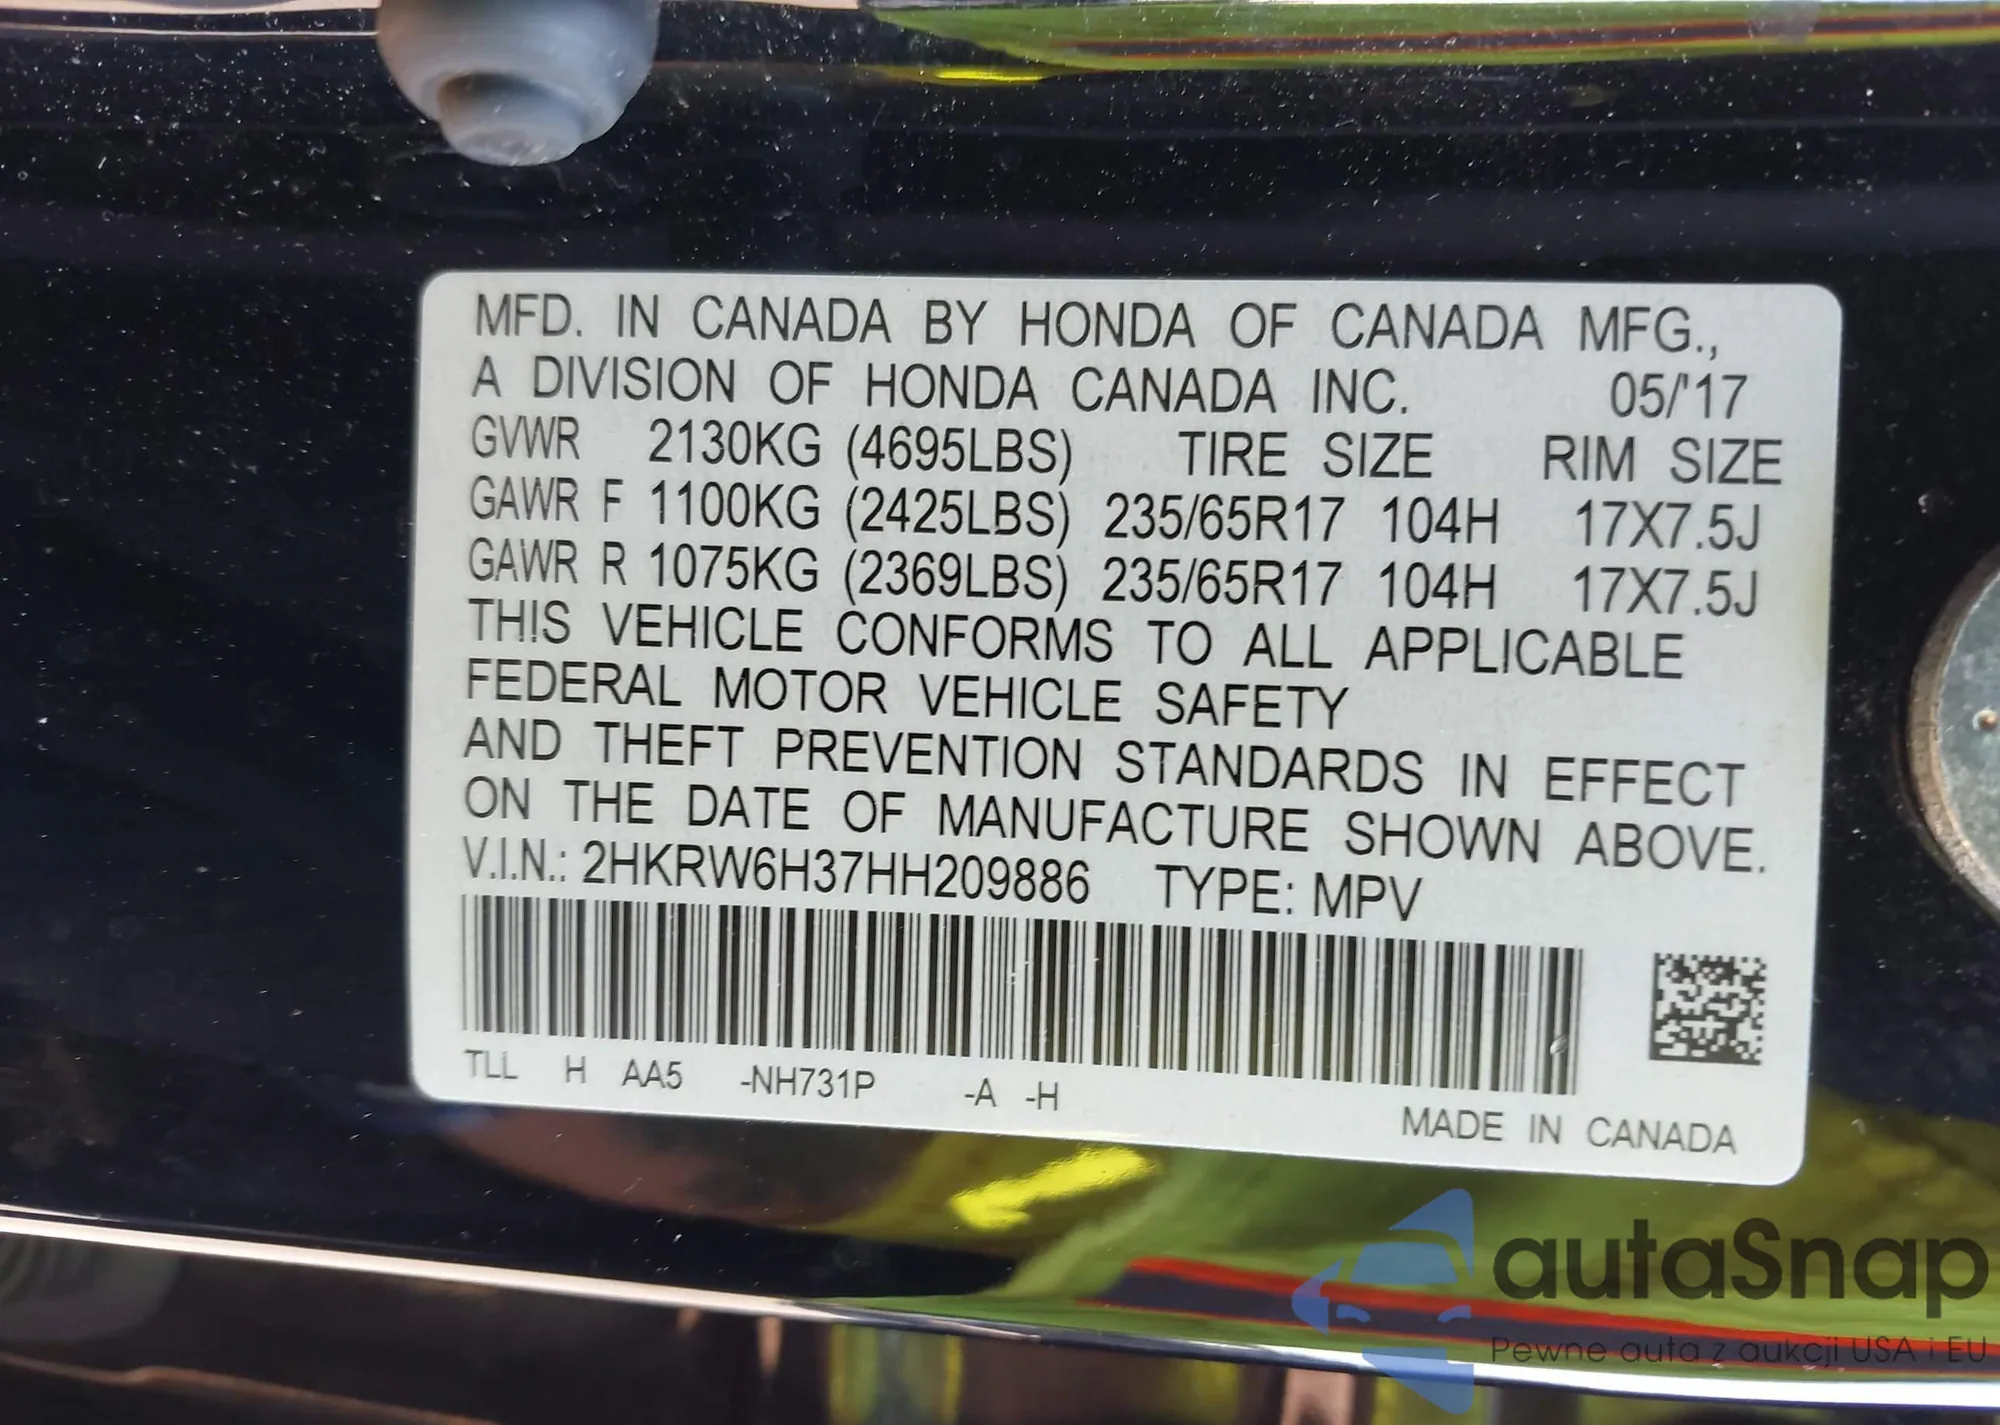 MFD. IN CANADA BY HONDA OF CANADA MFG.,
A DIVISION OF HONDA CANADA INC. 05/'17
GVWR 2130KG (4695LBS) TIRE SIZE RIM SIZE
GAWR F 1100KG (2425LBS) 235/65R17 104H 17X7.5J
GAWR R 1075KG (2369LBS) 235/65R17 104H 17X7.5J
THIS VEHICLE CONFORMS TO ALL APPLICABLE
FEDERAL MOTOR VEHICLE SAFETY
AND THEFT PREVENTION STANDARDS IN EFFECT
ON THE DATE OF MANUFACTURE SHOWN ABOVE.
V.I.N.: 2HKRW6H37HH209886 TYPE: MPV
TLL H AA5 -NH731P -A -H
MADE IN CANADA
autaSnap
Pewne auta z aukcji USA i EU